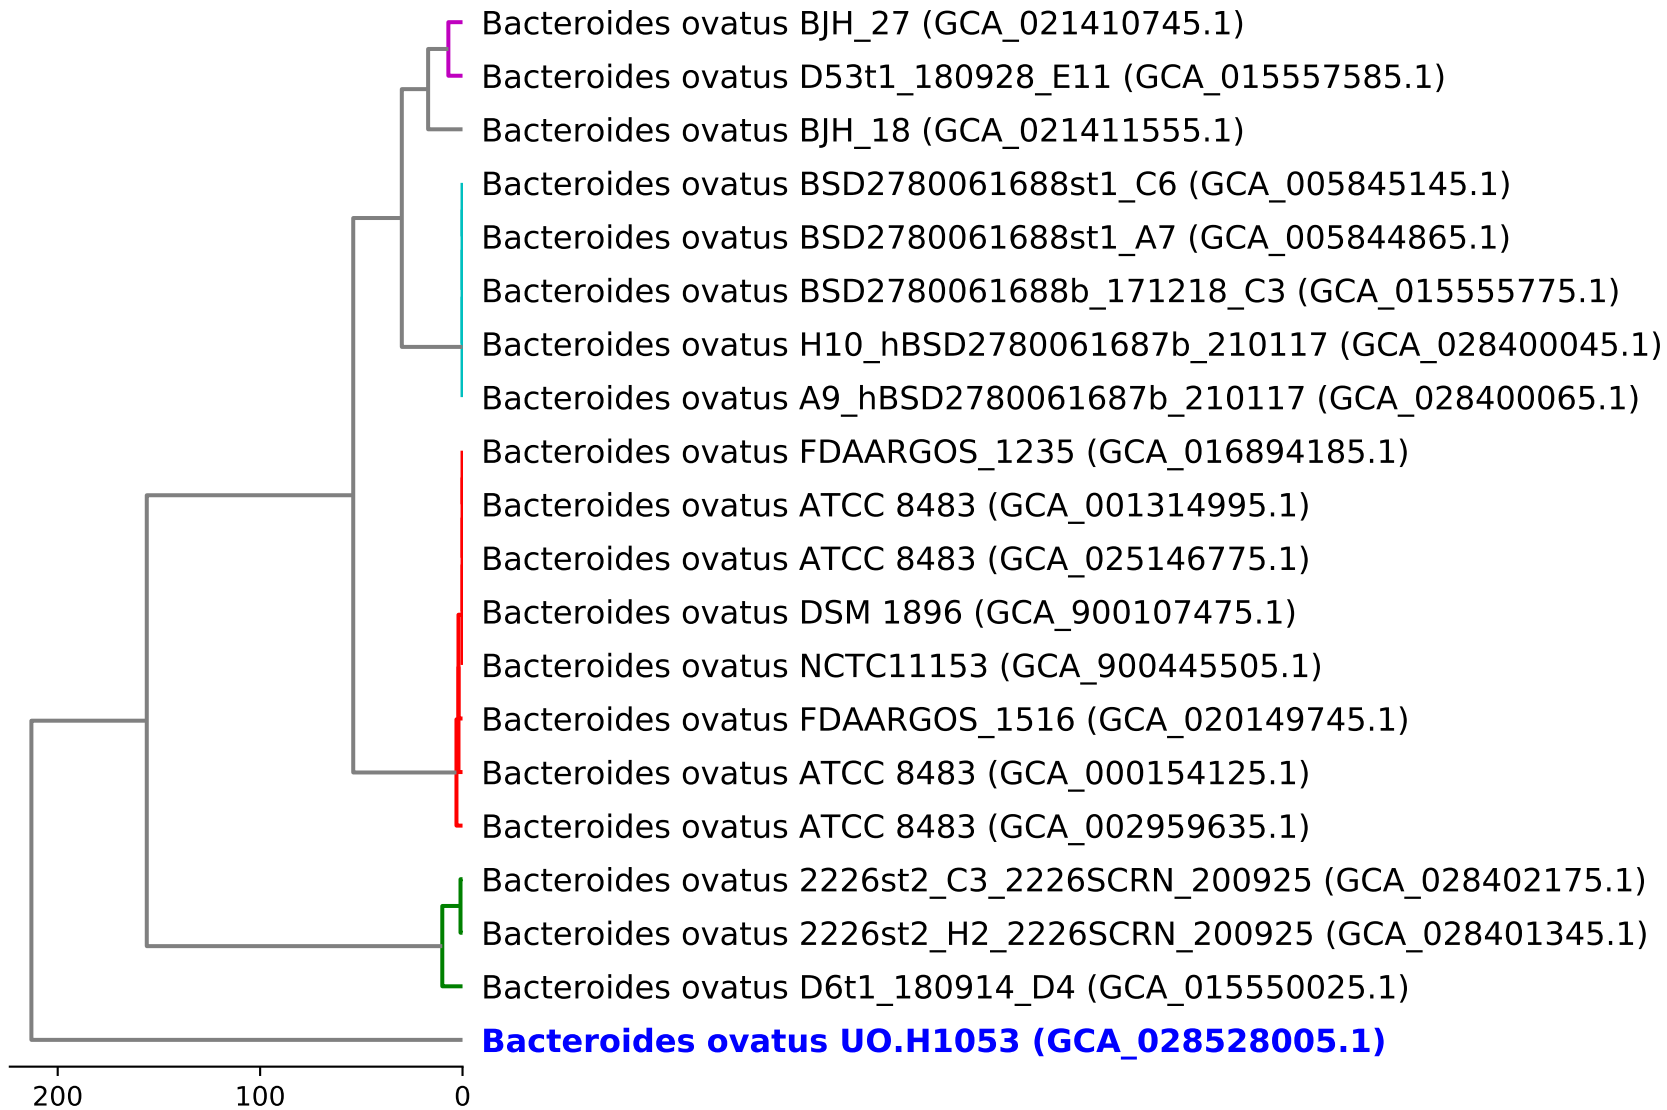 Bacteroides ovatus BJH_27 (GCA_021410745.1)
Bacteroides ovatus D53t1_180928_E11 (GCA_015557585.1)
Bacteroides ovatus BJH_18 (GCA_021411555.1)
Bacteroides ovatus BSD2780061688st1_C6 (GCA_005845145.1)
Bacteroides ovatus BSD2780061688st1_A7 (GCA_005844865.1)
Bacteroides ovatus BSD2780061688b_171218_C3 (GCA_015555775.1)
Bacteroides ovatus H10_hBSD2780061687b_210117 (GCA_028400045.1)
Bacteroides ovatus A9_hBSD2780061687b_210117 (GCA_028400065.1)
Bacteroides ovatus FDAARGOS_1235 (GCA_016894185.1)
Bacteroides ovatus ATCC 8483 (GCA_001314995.1)
Bacteroides ovatus ATCC 8483 (GCA_025146775.1)
Bacteroides ovatus DSM 1896 (GCA_900107475.1)
Bacteroides ovatus NCTC11153 (GCA_900445505.1)
Bacteroides ovatus FDAARGOS_1516 (GCA_020149745.1)
Bacteroides ovatus ATCC 8483 (GCA_000154125.1)
Bacteroides ovatus ATCC 8483 (GCA_002959635.1)
Bacteroides ovatus 2226st2_C3_2226SCRN_200925 (GCA_028402175.1)
Bacteroides ovatus 2226st2_H2_2226SCRN_200925 (GCA_028401345.1)
Bacteroides ovatus D6t1_180914_D4 (GCA_015550025.1)
Bacteroides ovatus UO.H1053 (GCA_028528005.1)
200 100 0